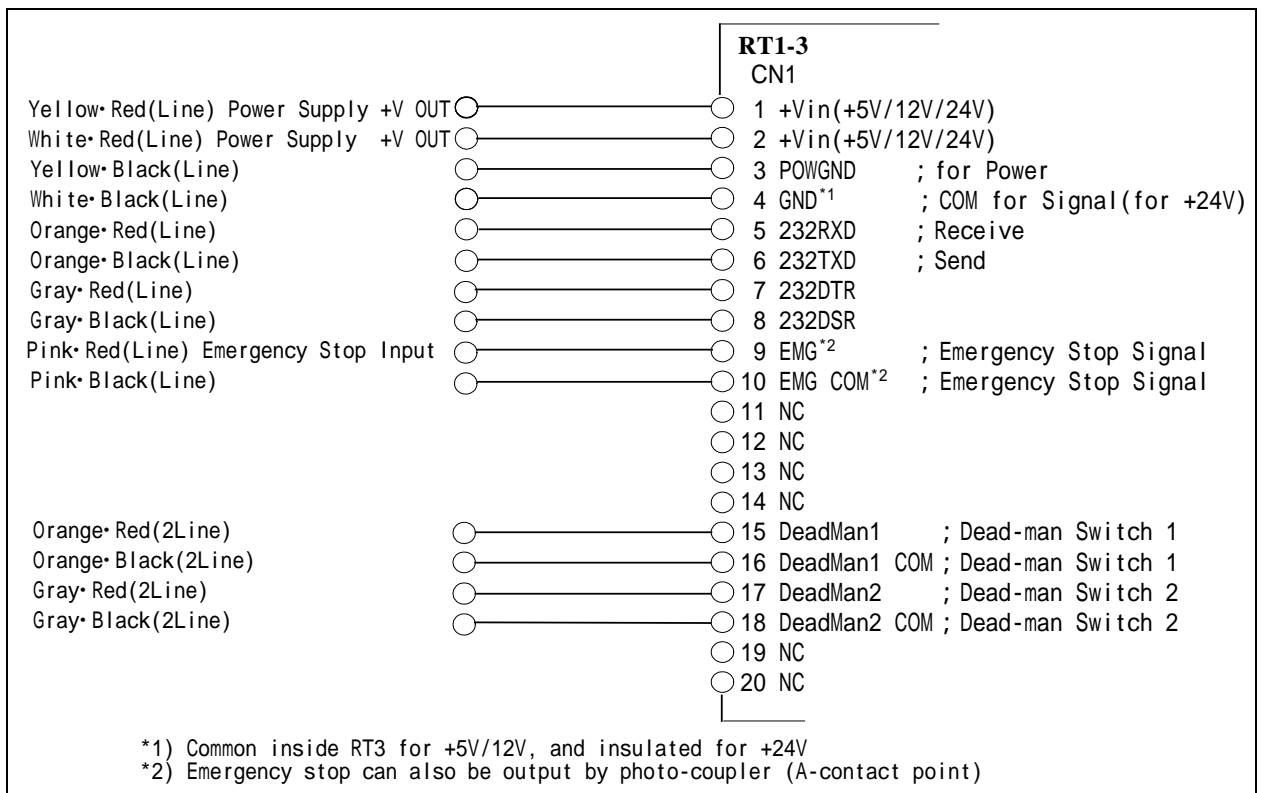 RT1-3
CN1
Yellow・Red(Line) Power Supply +V OUT 1 +Vin(+5V/12V/24V)
White・Red(Line) Power Supply +V OUT 2 +Vin(+5V/12V/24V)
Yellow・Black(Line) 3 POWGND ; for Power
White・Black(Line) 4 GND*1 ; COM for Signal(for +24V)
Orange・Red(Line) 5 232RXD ; Receive
Orange・Black(Line) 6 232TXD ; Send
Gray・Red(Line) 7 232DTR
Gray・Black(Line) 8 232DSR
Pink・Red(Line) Emergency Stop Input 9 EMG*2 ; Emergency Stop Signal
Pink・Black(Line) 10 EMG COM*2 ; Emergency Stop Signal
11 NC
12 NC
13 NC
14 NC
Orange・Red(2Line) 15 DeadMan1 ; Dead-man Switch 1
Orange・Black(2Line) 16 DeadMan1 COM ; Dead-man Switch 1
Gray・Red(2Line) 17 DeadMan2 ; Dead-man Switch 2
Gray・Black(2Line) 18 DeadMan2 COM ; Dead-man Switch 2
19 NC
20 NC
*1) Common inside RT3 for +5V/12V, and insulated for +24V
*2) Emergency stop can also be output by photo-coupler (A-contact point)